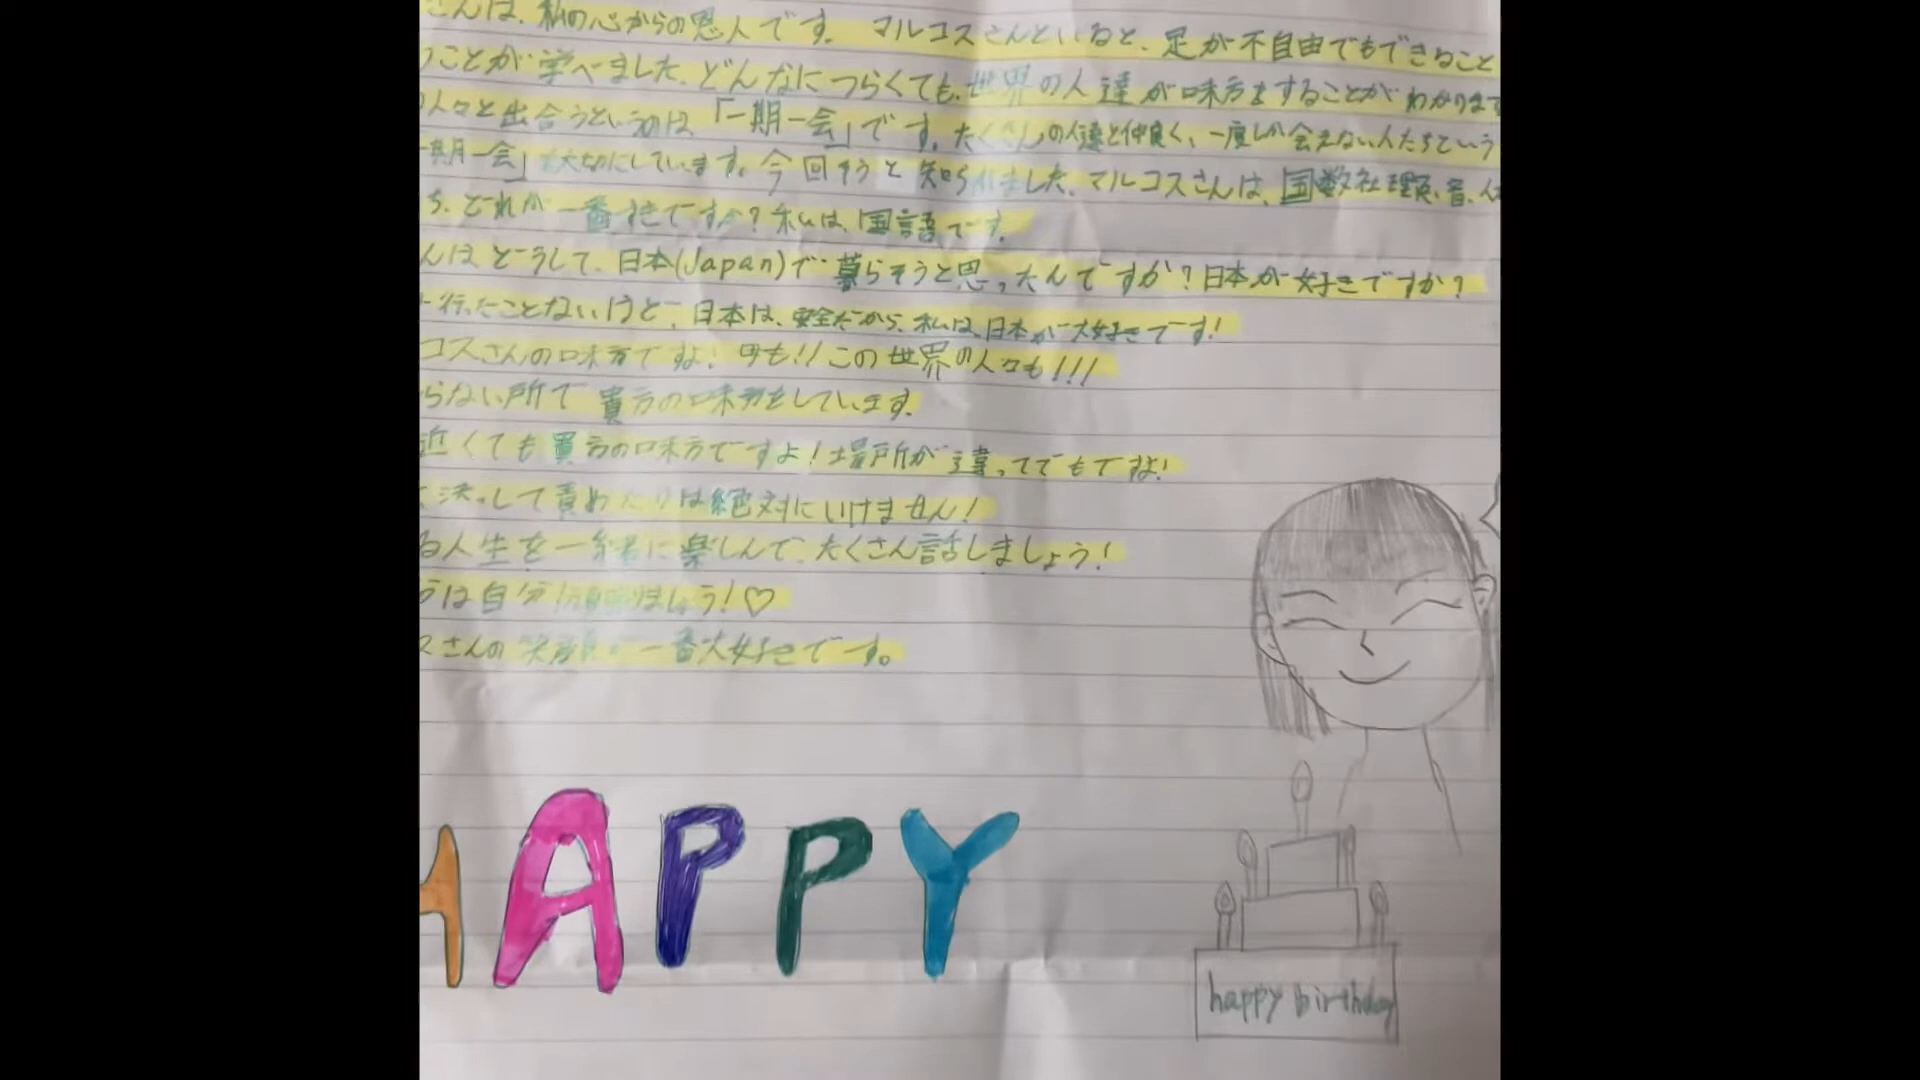 さんは、私の心からの恩人です。マルコスさんといると、足が不自由でもできること
うことが学べました。どんなにつらくても、世界の人達が味方をすることがわかります
人々と出合うというのは「一期一会」です。たくさんの人達と仲良く、一度しか会えない人たちという
一期一会」も大切にしています。今回そうと知られました。マルコスさんは、国数社理英、音、
ち、どれが一番すきですか?私は、国語です。
んはどうして、日本(Japan)で暮らそうと思ったんですか?日本が好きですか?
行たことないけど、日本は、安全だから、私は、日本が大好きです!
コスさんの味方ですよ!母も!!この世界の人々も!!!
らない所で貴方の味方をしています。
近くても貴方の味方ですよ!場所が違ってでもですよ!
決っして責めたりは絶対にいけません!
る人生を一緒に楽しんで、たくさん話しましょう!
は自分 ましょう!♡
スさんの笑顔 一番大好きです。
HAPPY
happy birthday